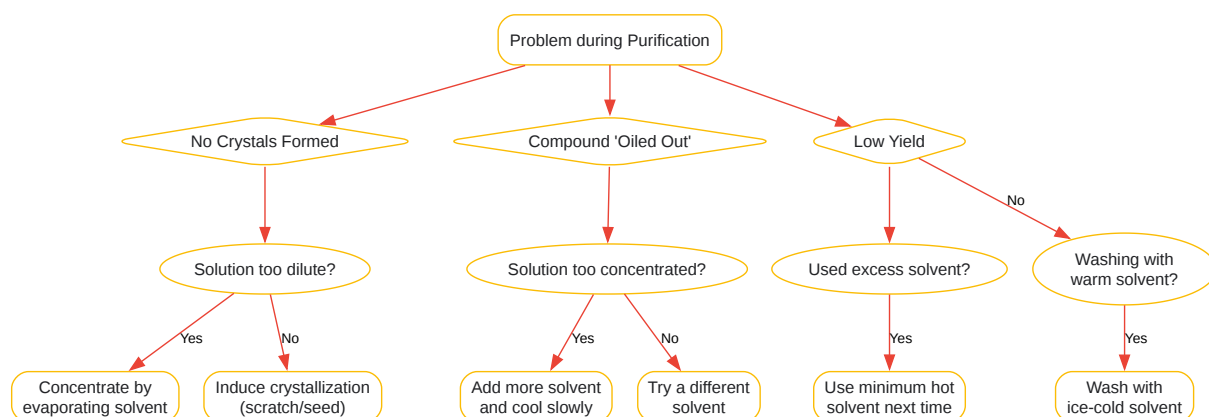 Problem during Purification
No Crystals Formed
Compound 'Oiled Out'
Low Yield
No
Solution too dilute?
Solution too concentrated?
Used excess solvent?
Washing with
warm solvent?
Yes
No
Yes
No
Yes
Yes
Concentrate by
evaporating solvent
Induce crystallization
(scratch/seed)
Add more solvent
and cool slowly
Try a different
solvent
Use minimum hot
solvent next time
Wash with
ice-cold solvent